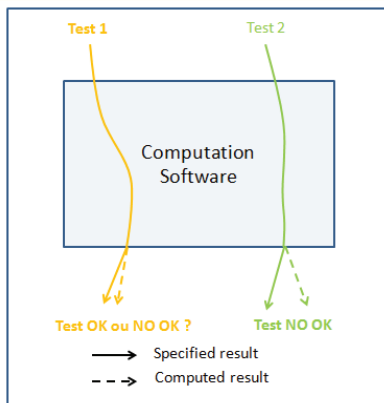 Test 1
Test 2
Computation
Software
Test OK ou NO OK ?
Test NO OK
Specified result
Computed result